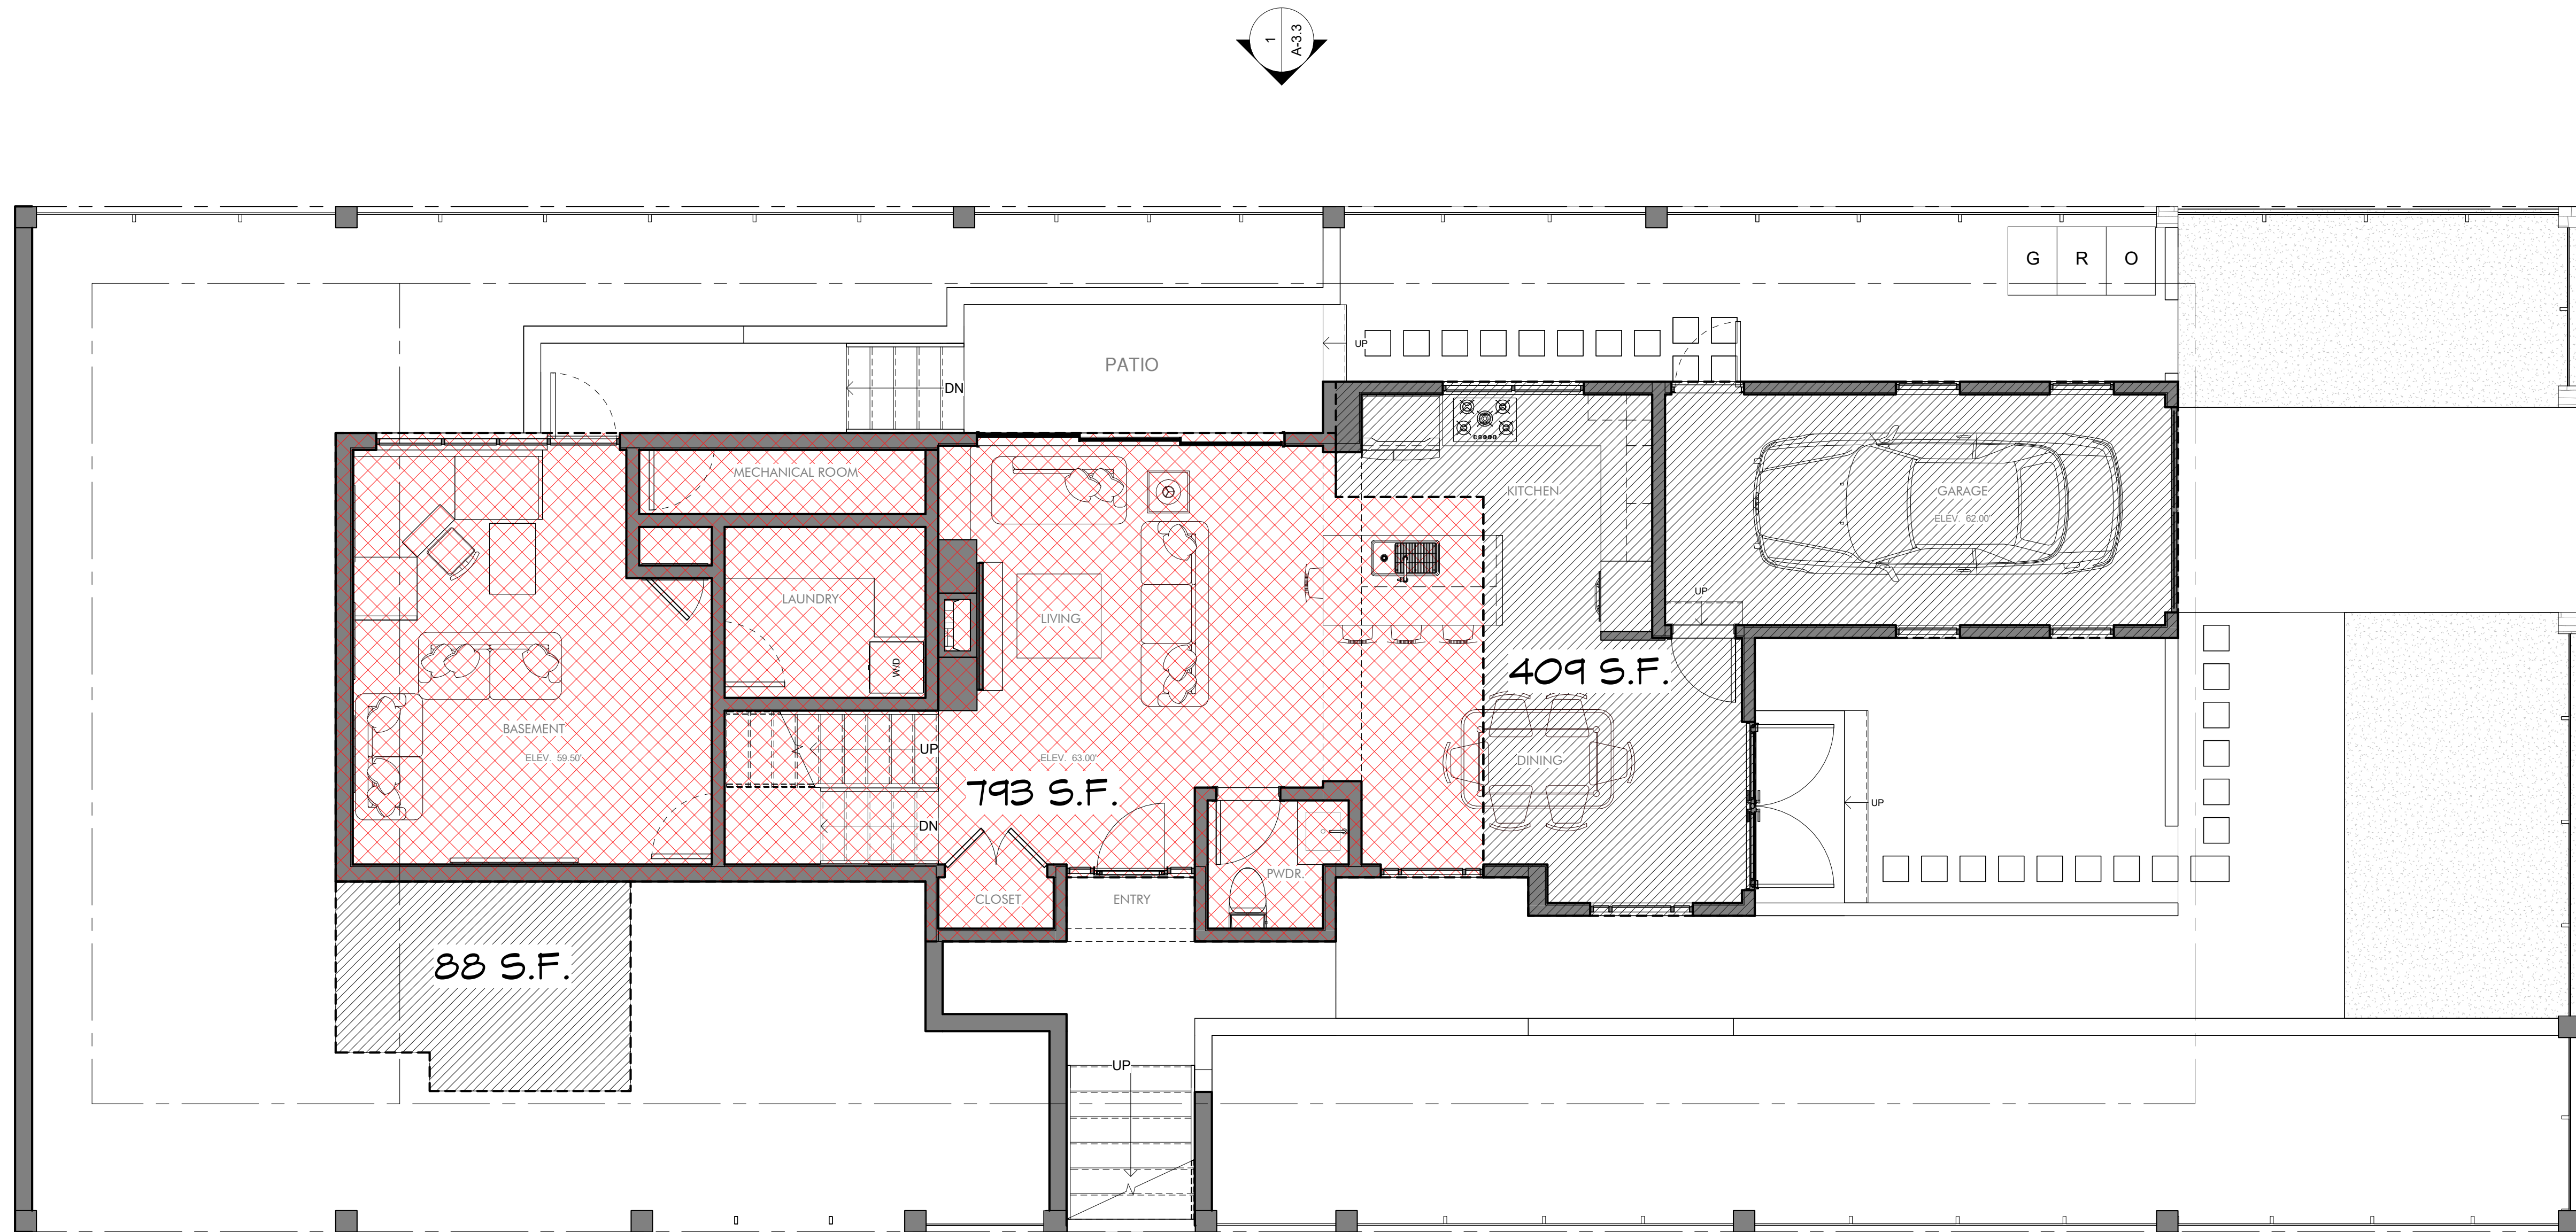 1
A-3.3
G R O
PATIO
UP
DN
MECHANICAL ROOM
KITCHEN
GARAGE
ELEV. 62.00'
UP
LAUNDRY
LIVING
W/D
409 S.F.
BASEMENT
ELEV. 59.50'
UP
ELEV. 63.00'
DINING
793 S.F.
UP
DN
CLOSET
ENTRY
PWDR.
88 S.F.
UP